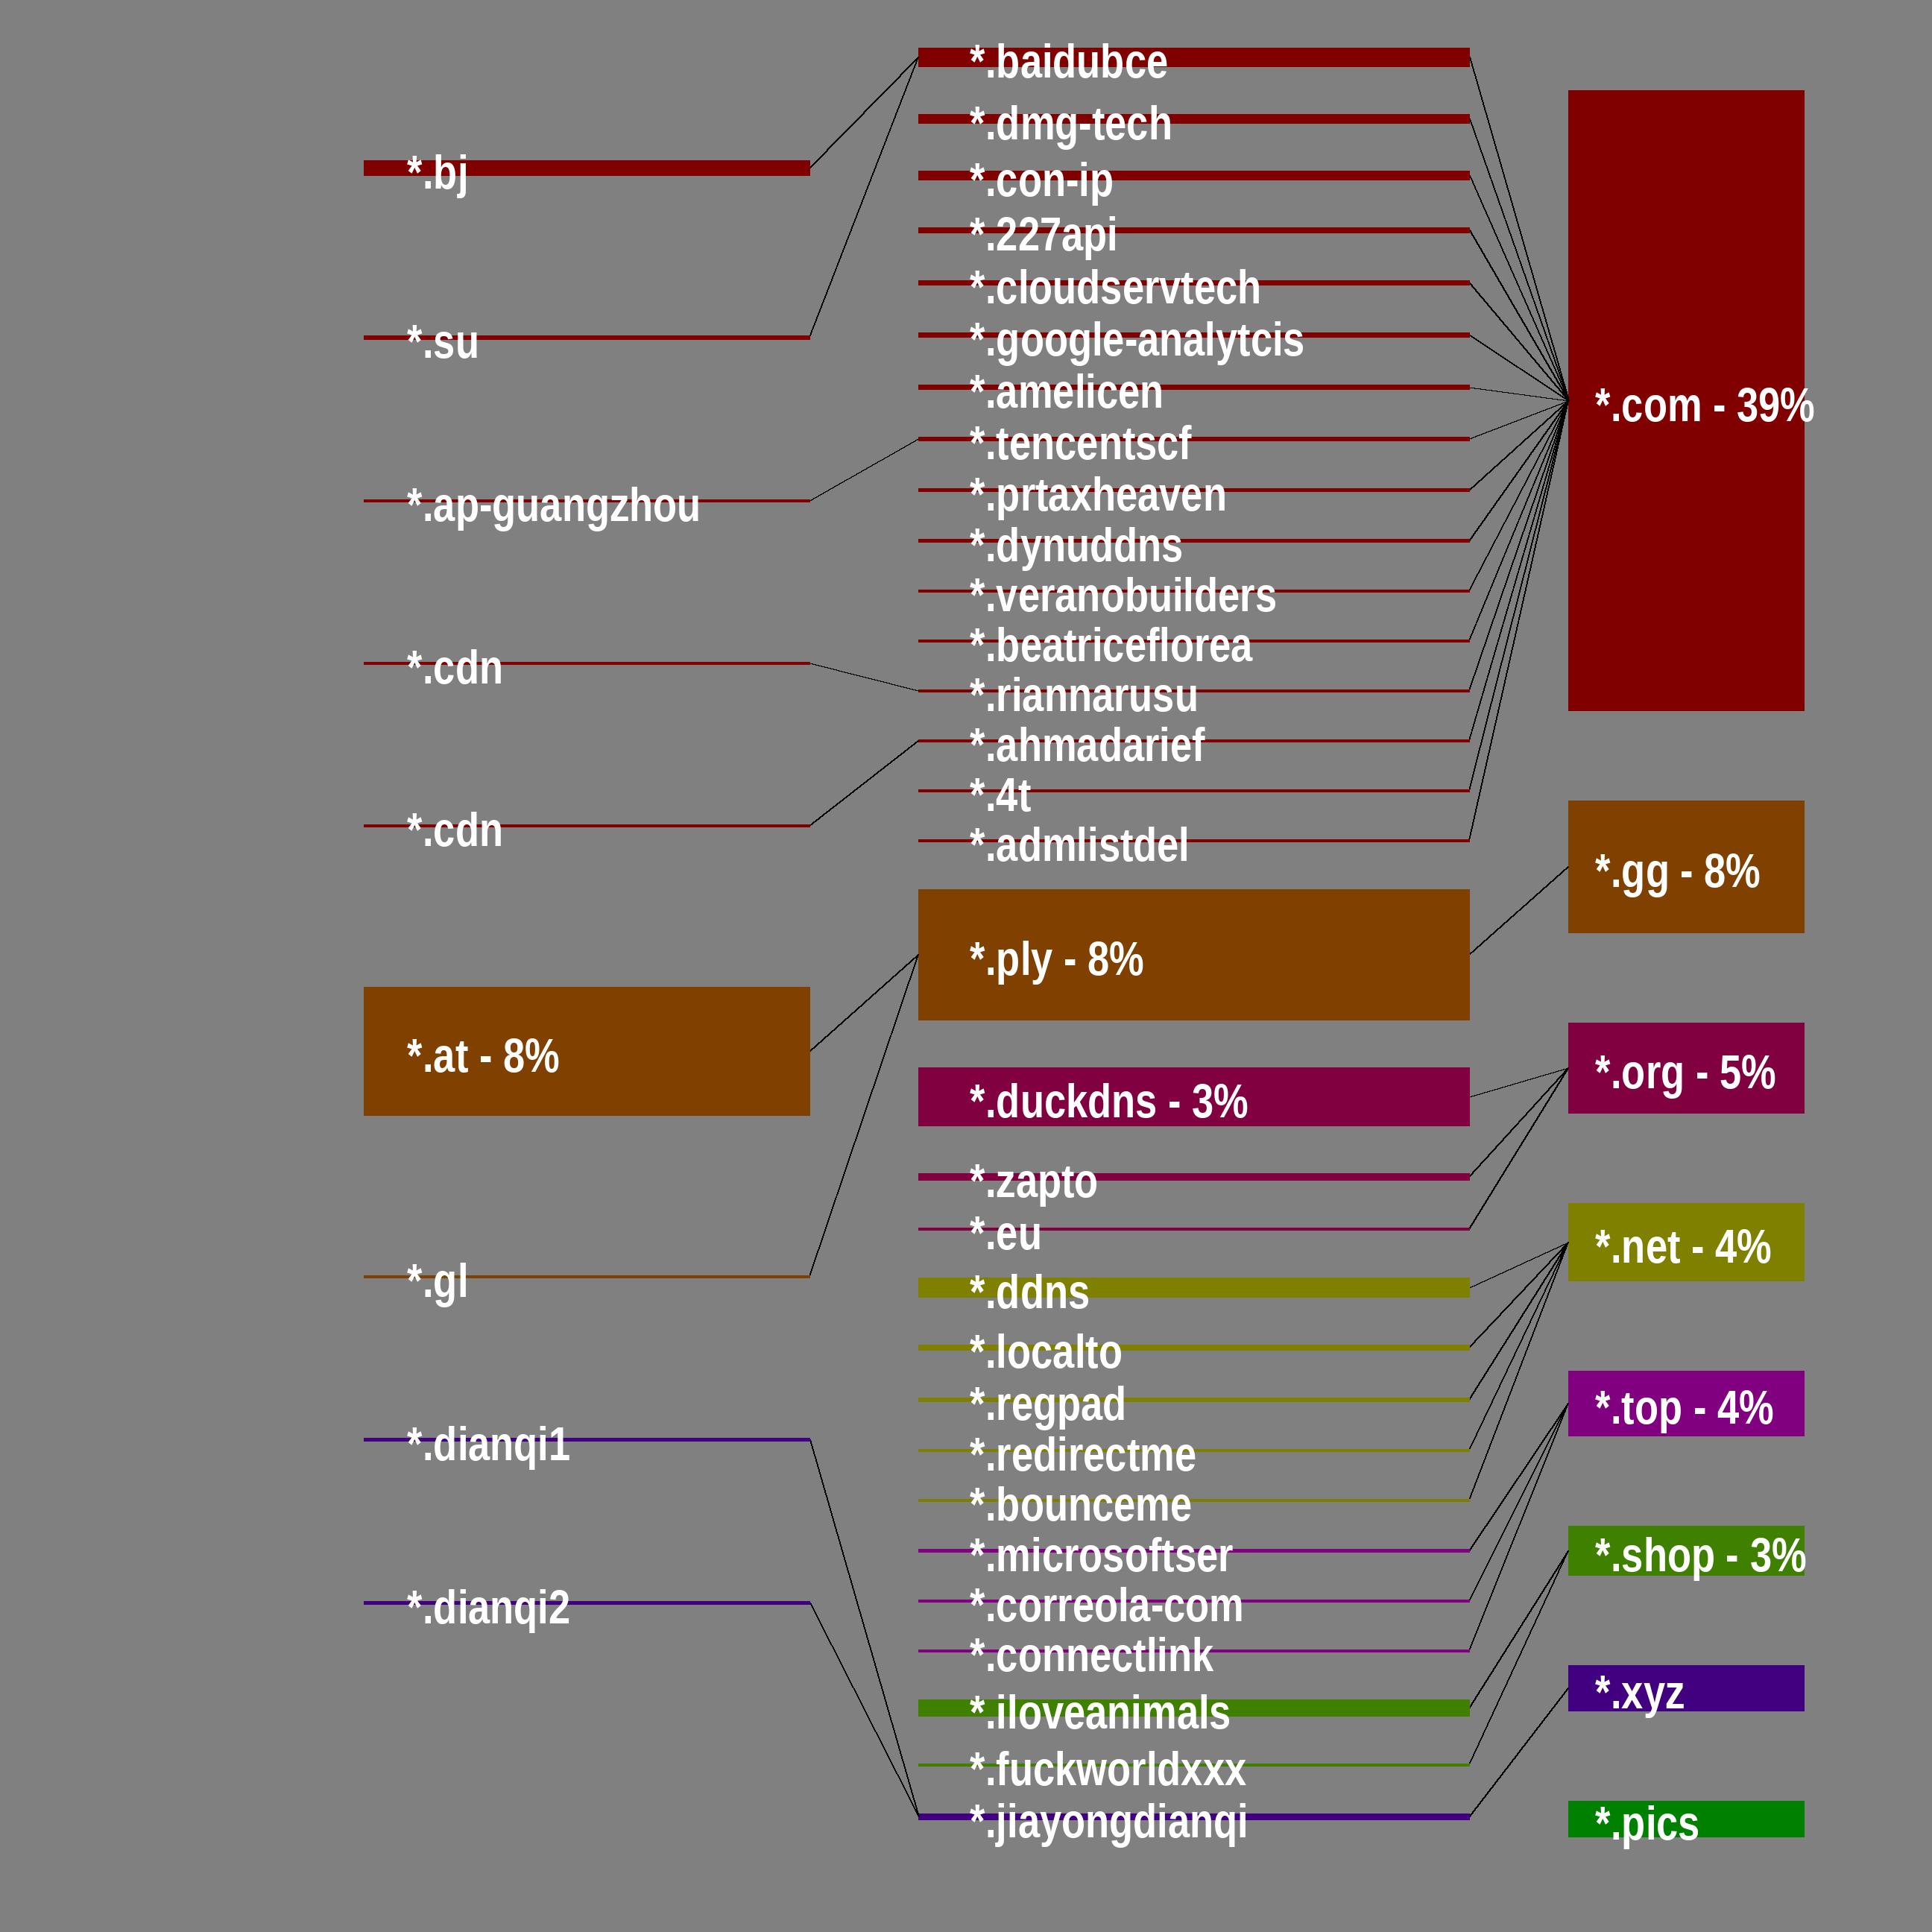 *.bj
*.su
*.ap-guangzhou
*.cdn
*.cdn
*.at - 8%
*.gl
*.dianqi1
*.dianqi2
*.baidubce
*.dmg-tech
*.con-ip
*.227api
*.cloudservtech
*.google-analytcis
*.amelicen
*.tencentscf
*.prtaxheaven
*.dynuddns
*.veranobuilders
*.beatriceflorea
*.riannarusu
*.ahmadarief
*.4t
*.admlistdel
*.ply - 8%
*.duckdns - 3%
*.zapto
*.eu
*.ddns
*.localto
*.regpad
*.redirectme
*.bounceme
*.microsoftser
*.correola-com
*.connectlink
*.iloveanimals
*.fuckworldxxx
*.jiayongdianqi
*.com - 39%
*.gg - 8%
*.org - 5%
*.net - 4%
*.top - 4%
*.shop - 3%
*.xyz
*.pics